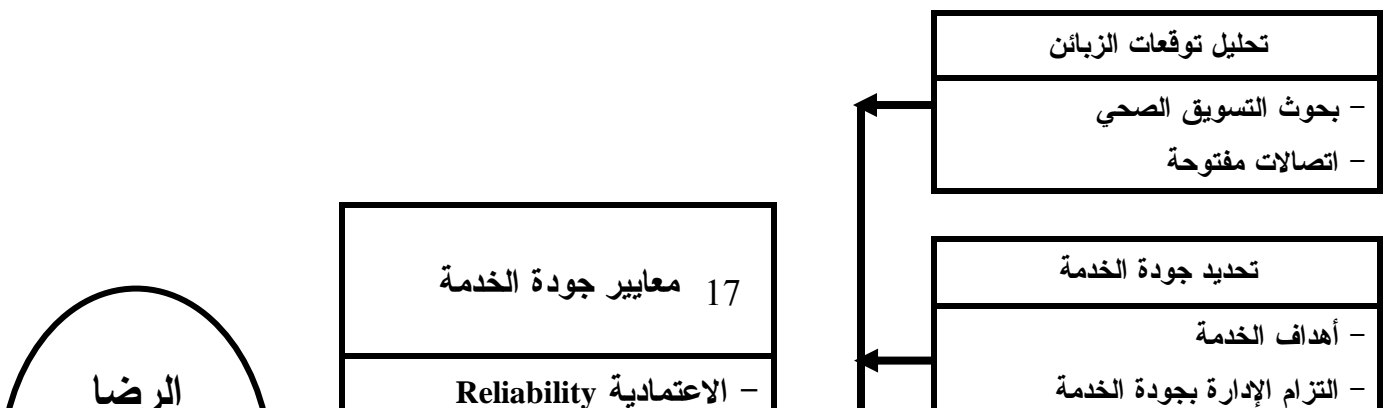 تحليل توقعات الزبائن
- بحوث التسويق الصحي
- اتصالات مفتوحة
تحديد جودة الخدمة
- أهداف الخدمة
- التزام الإدارة بجودة الخدمة
17 معايير جودة الخدمة
- الاعتمادية Reliability
الرضا